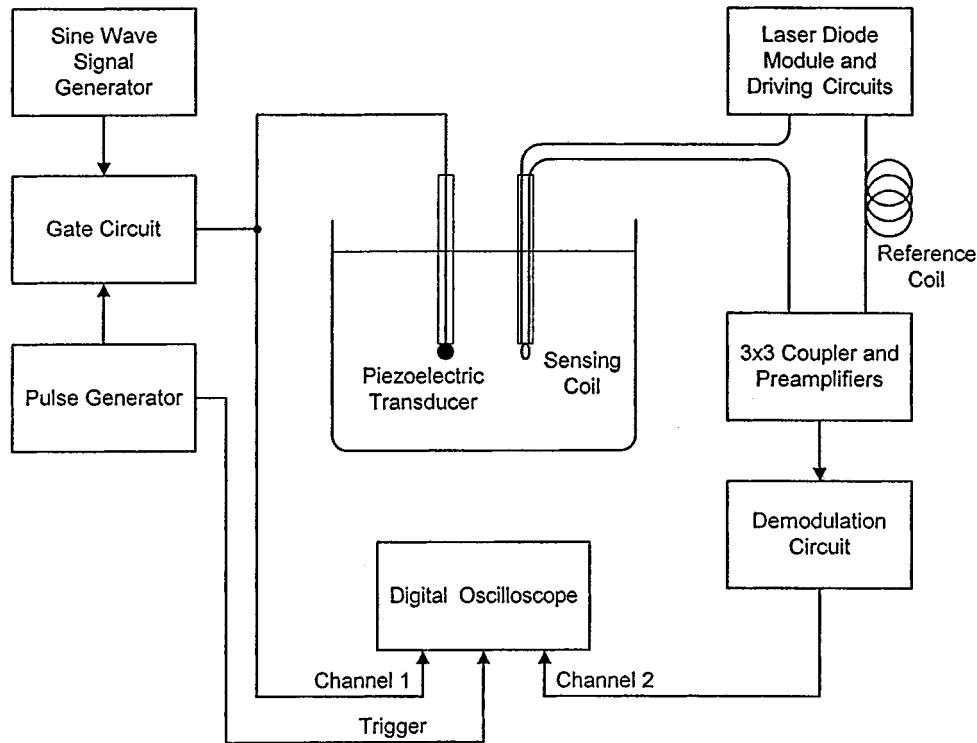 Sine Wave
Signal
Generator
Laser Diode
Module and
Driving Circuits
Gate Circuit
Reference
Coil
Pulse Generator
Piezoelectric
Transducer
Sensing
Coil
3x3 Coupler and
Preamplifiers
Demodulation
Circuit
Digital Oscilloscope
Channel 1
Channel 2
Trigger